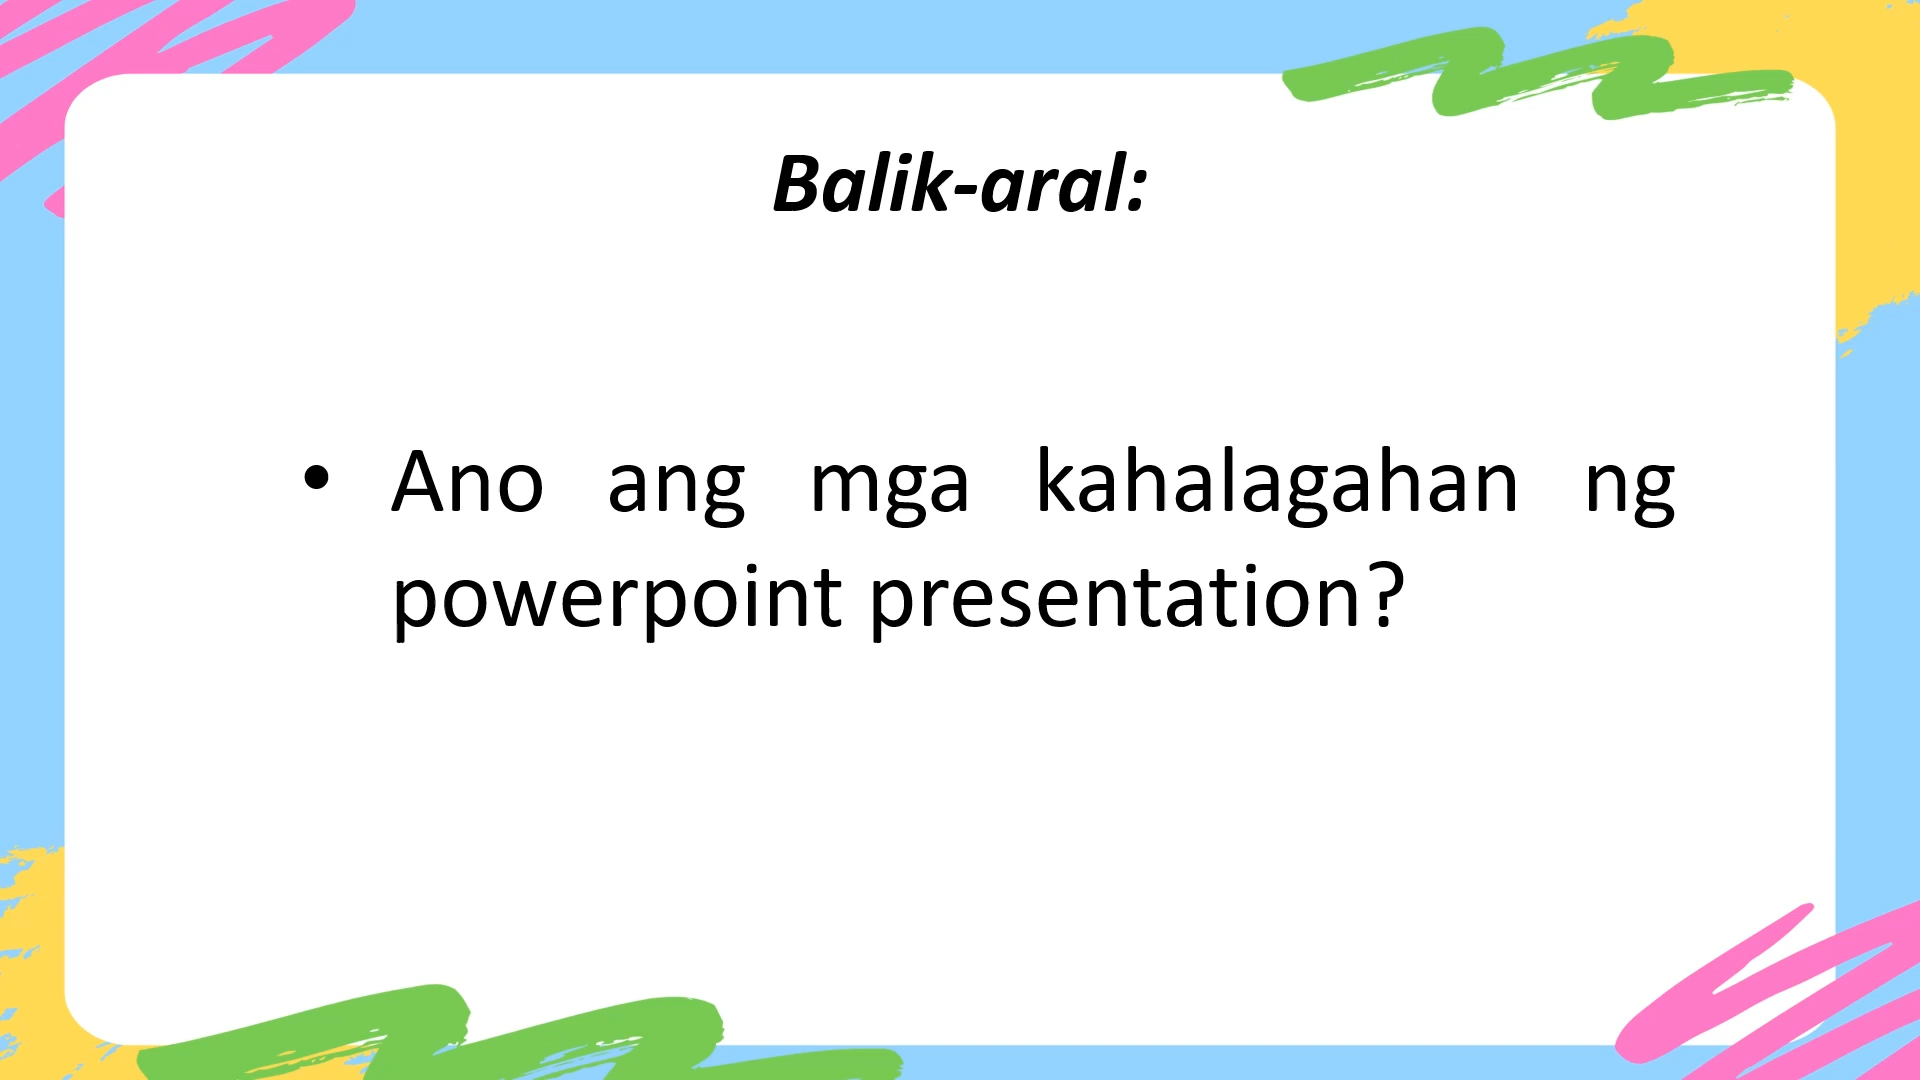 Balik-aral:
• Ano ang mga kahalagahan ng
powerpoint presentation?